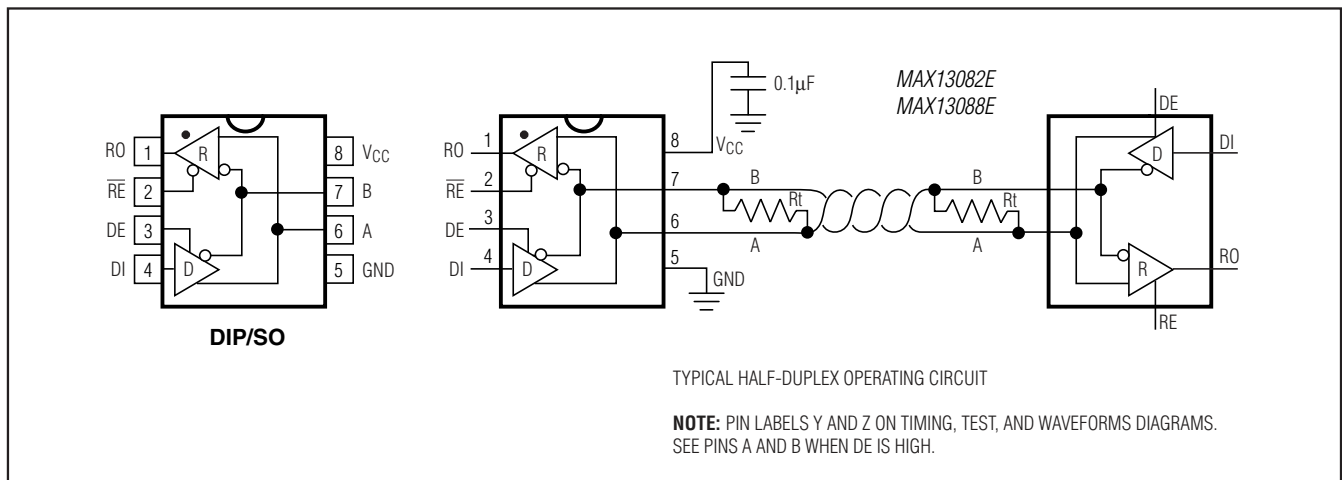 RO 1
R
8 VCC
R̅E̅ 2
7 B
DE 3
6 A
DI 4
D
5 GND
DIP/SO
0.1µF
MAX13082E
MAX13088E
RO 1
R
8
VCC
R̅E̅ 2
7
B
Rt
DE 3
6
A
DI 4
D
5
GND
B
Rt
A
DE
D
DI
R
RO
RE
TYPICAL HALF-DUPLEX OPERATING CIRCUIT
NOTE: PIN LABELS Y AND Z ON TIMING, TEST, AND WAVEFORMS DIAGRAMS.
SEE PINS A AND B WHEN DE IS HIGH.